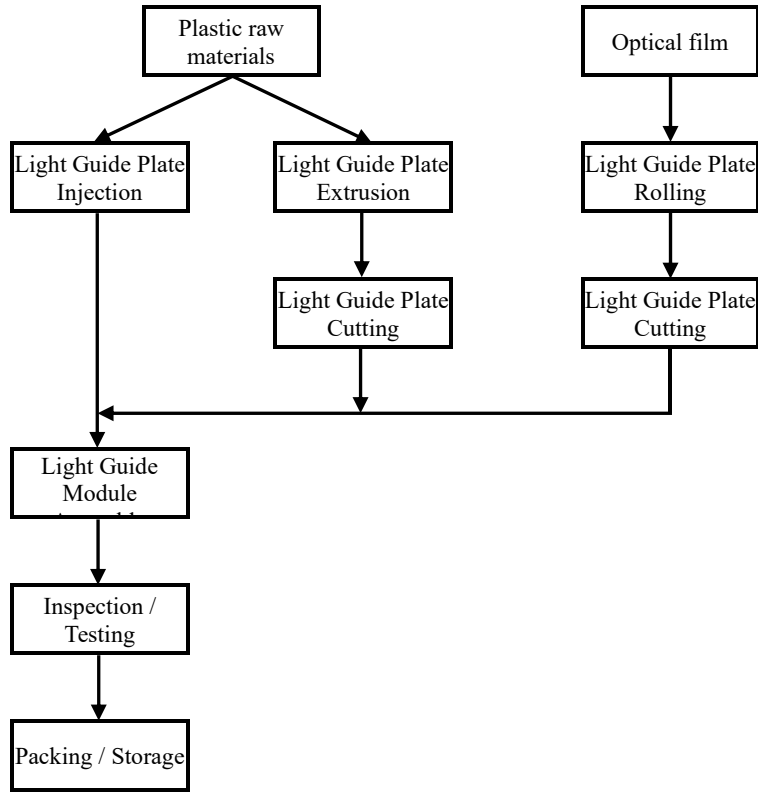 Plastic raw
materials
Optical film
Light Guide Plate
Injection
Light Guide Plate
Extrusion
Light Guide Plate
Rolling
Light Guide Plate
Cutting
Light Guide Plate
Cutting
Light Guide
Module
Inspection /
Testing
Packing / Storage